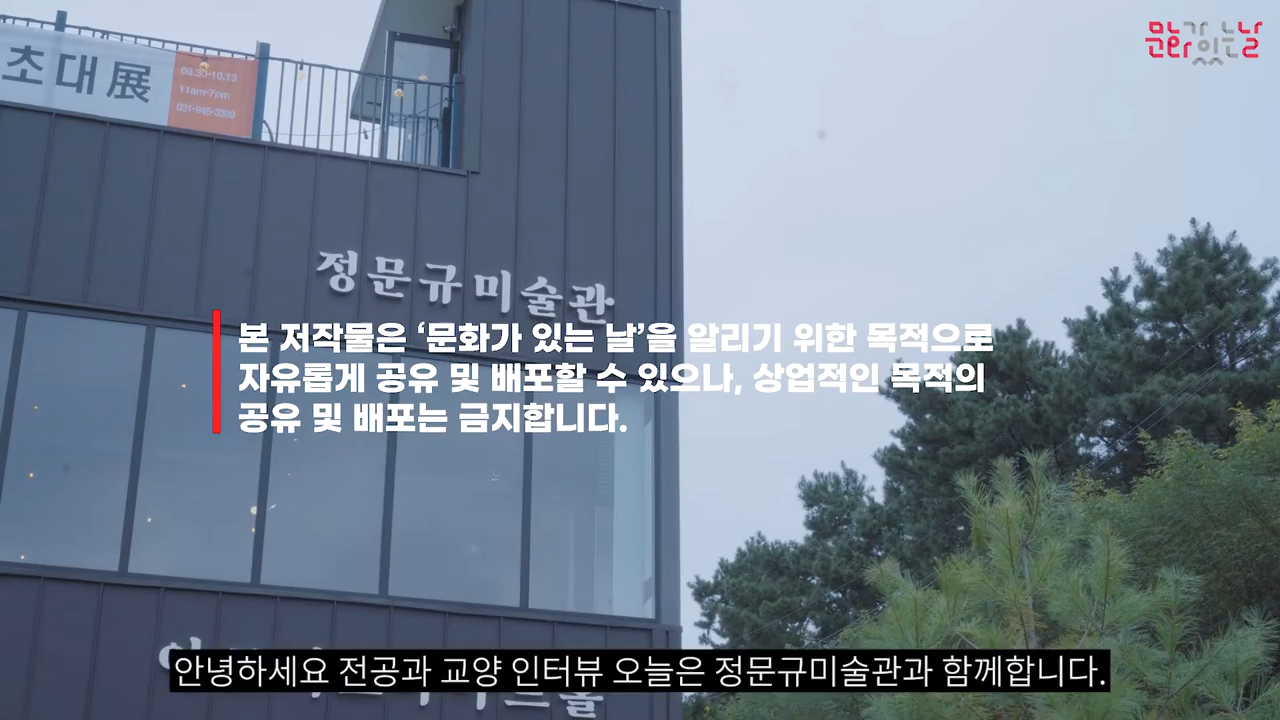 문화가 있는 날
초대展
09.30-10.13
11am-7pm
031-945-3989
정문규미술관
본 저작물은 ‘문화가 있는 날’을 알리기 위한 목적으로
자유롭게 공유 및 배포할 수 있으나, 상업적인 목적의
공유 및 배포는 금지합니다.
안녕하세요 전공과 교양 인터뷰 오늘은 정문규미술관과 함께합니다.